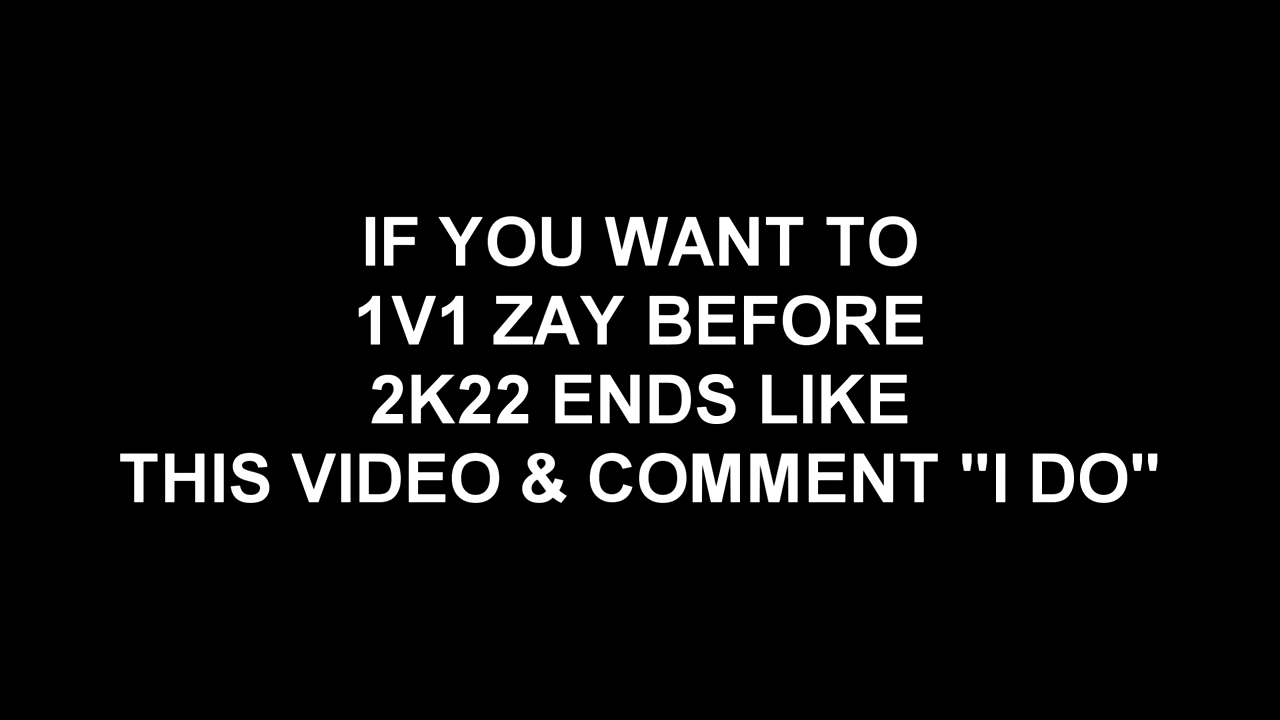 IF YOU WANT TO
1V1 ZAY BEFORE
2K22 ENDS LIKE
THIS VIDEO & COMMENT "I DO"